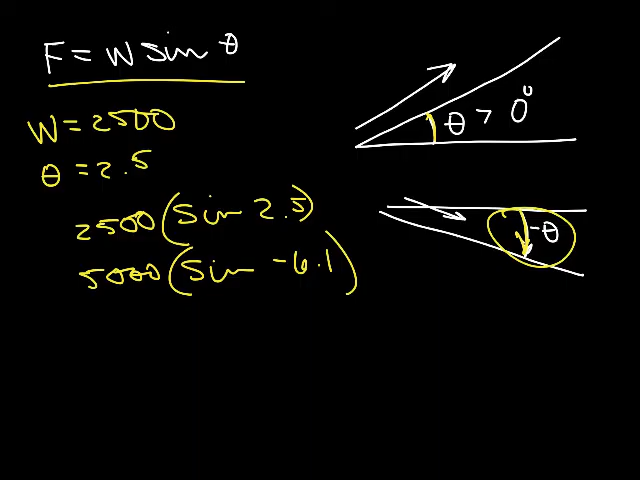 F = W sin θ
W = 2500
θ = 2.5
2500 (sin 2.5)
5000 (sin -6.1)
θ > 0°
-θ